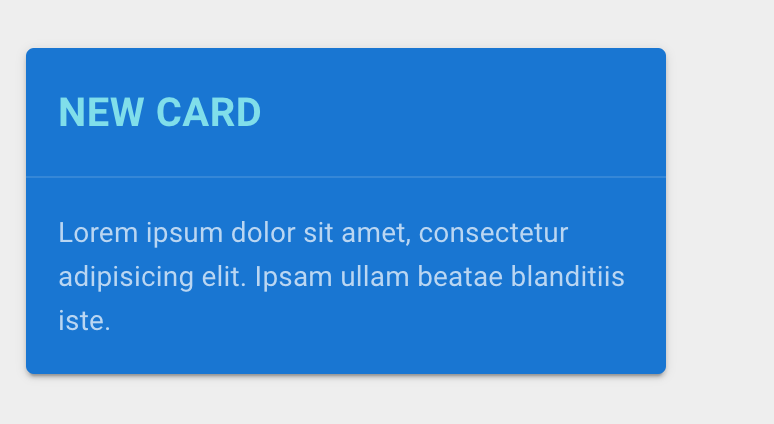 NEW CARD
Lorem ipsum dolor sit amet, consectetur
adipisicing elit. Ipsam ullam beatae blanditiis
iste.